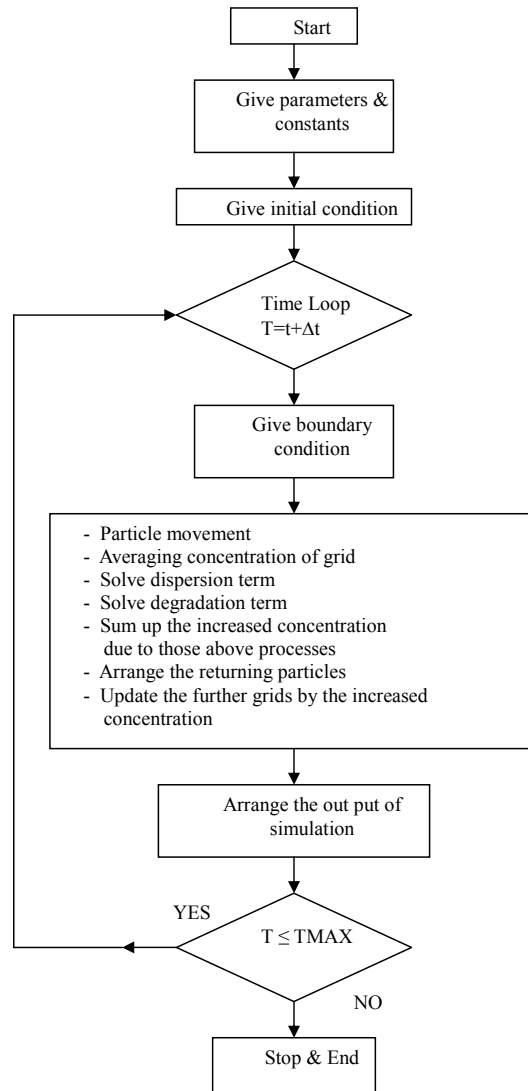 Start
Give parameters &
constants
Give initial condition
Time Loop
T=t+Δt
Give boundary
condition
- Particle movement
- Averaging concentration of grid
- Solve dispersion term
- Solve degradation term
- Sum up the increased concentration
due to those above processes
- Arrange the returning particles
- Update the further grids by the increased
concentration
Arrange the out put of
simulation
YES
T ≤ TMAX
NO
Stop & End